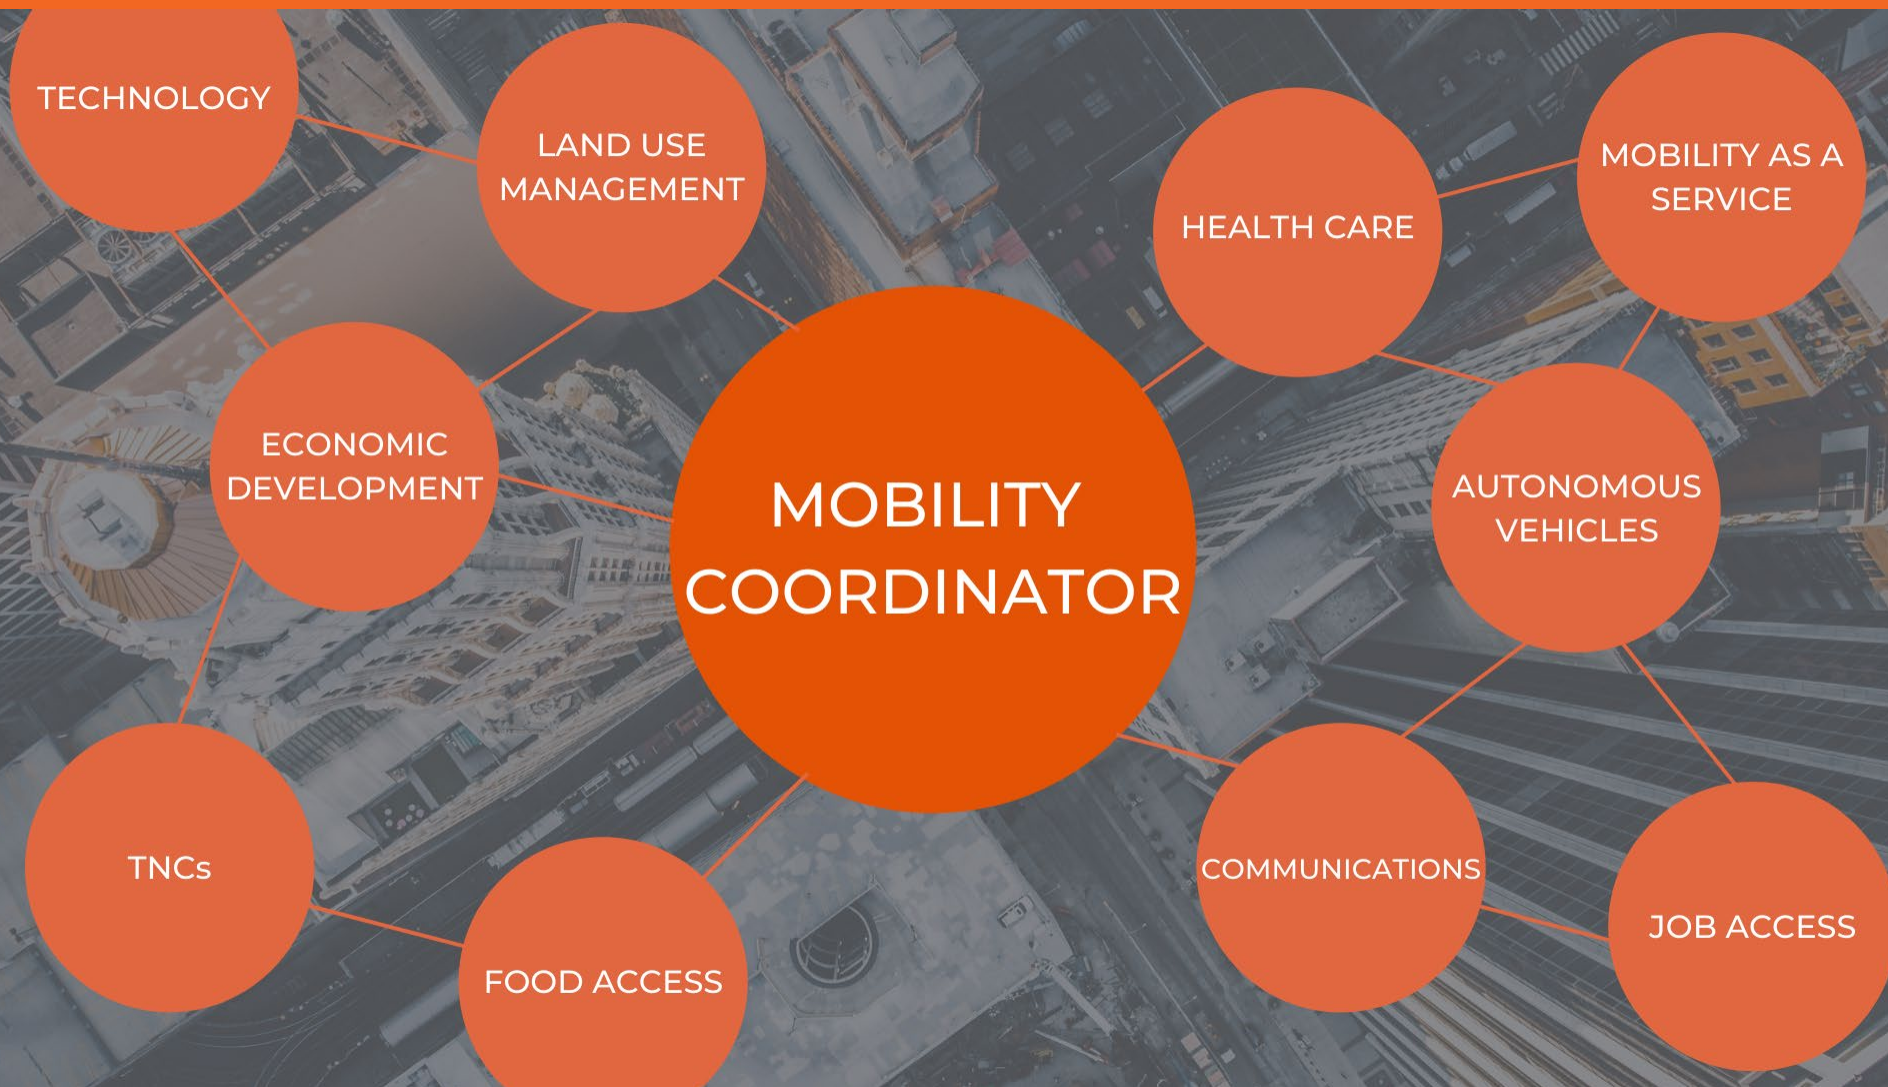 TECHNOLOGY
LAND USE
MANAGEMENT
HEALTH CARE
MOBILITY AS A
SERVICE
ECONOMIC
DEVELOPMENT
MOBILITY
COORDINATOR
AUTONOMOUS
VEHICLES
TNCs
FOOD ACCESS
COMMUNICATIONS
JOB ACCESS